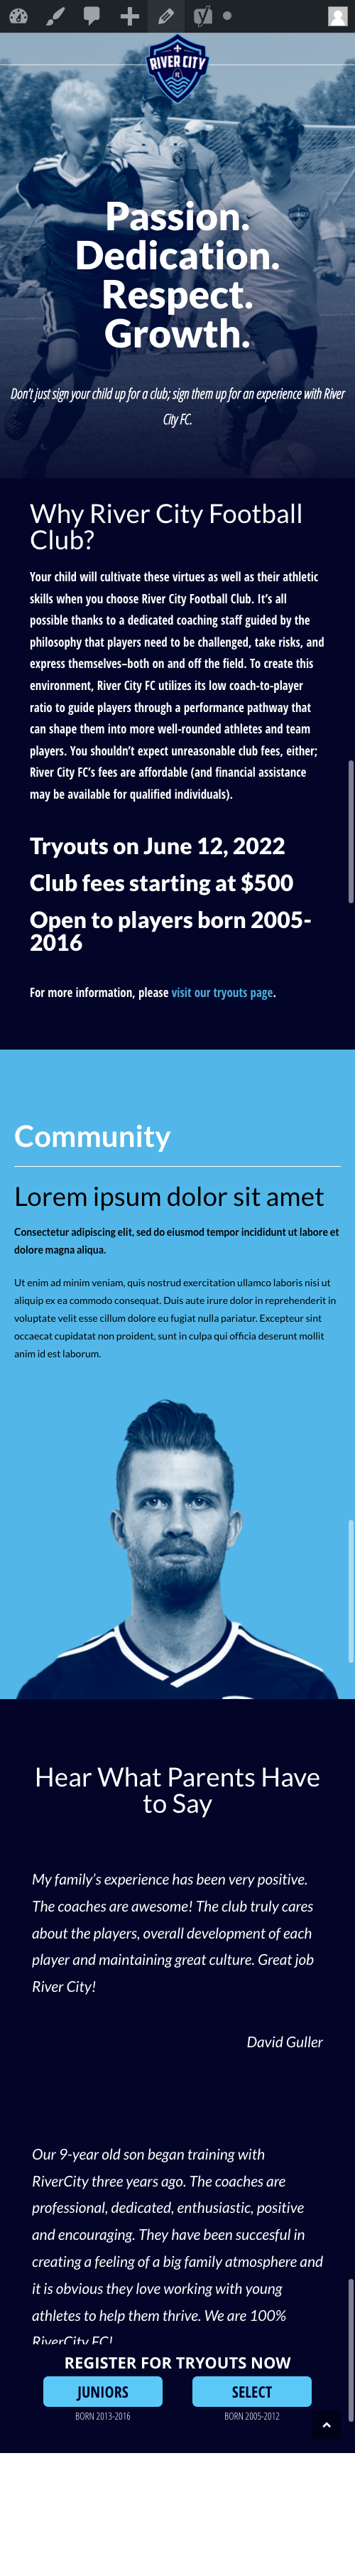 RIVER CITY
FC
Passion.
Dedication.
Respect.
Growth.
Don't just sign your child up for a club; sign them up for an experience with River
City FC.
Why River City Football
Club?
Your child will cultivate these virtues as well as their athletic
skills when you choose River City Football Club. It's all
possible thanks to a dedicated coaching staff guided by the
philosophy that players need to be challenged, take risks, and
express themselves–both on and off the field. To create this
environment, River City FC utilizes its low coach-to-player
ratio to guide players through a performance pathway that
can shape them into more well-rounded athletes and team
players. You shouldn't expect unreasonable club fees, either;
River City FC's fees are affordable (and financial assistance
may be available for qualified individuals).
Tryouts on June 12, 2022
Club fees starting at $500
Open to players born 2005-
2016
For more information, please visit our tryouts page.
Community
Lorem ipsum dolor sit amet
Consectetur adipiscing elit, sed do eiusmod tempor incididunt ut labore et
dolore magna aliqua.
Ut enim ad minim veniam, quis nostrud exercitation ullamco laboris nisi ut
aliquip ex ea commodo consequat. Duis aute irure dolor in reprehenderit in
voluptate velit esse cillum dolore eu fugiat nulla pariatur. Excepteur sint
occaecat cupidatat non proident, sunt in culpa qui officia deserunt mollit
anim id est laborum.
Hear What Parents Have
to Say
My family's experience has been very positive.
The coaches are awesome! The club truly cares
about the players, overall development of each
player and maintaining great culture. Great job
River City!
David Guller
Our 9-year old son began training with
RiverCity three years ago. The coaches are
professional, dedicated, enthusiastic, positive
and encouraging. They have been succesful in
creating a feeling of a big family atmosphere and
it is obvious they love working with young
athletes to help them thrive. We are 100%
RiverCity FC!
REGISTER FOR TRYOUTS NOW
JUNIORS SELECT
BORN 2013-2016 BORN 2005-2012